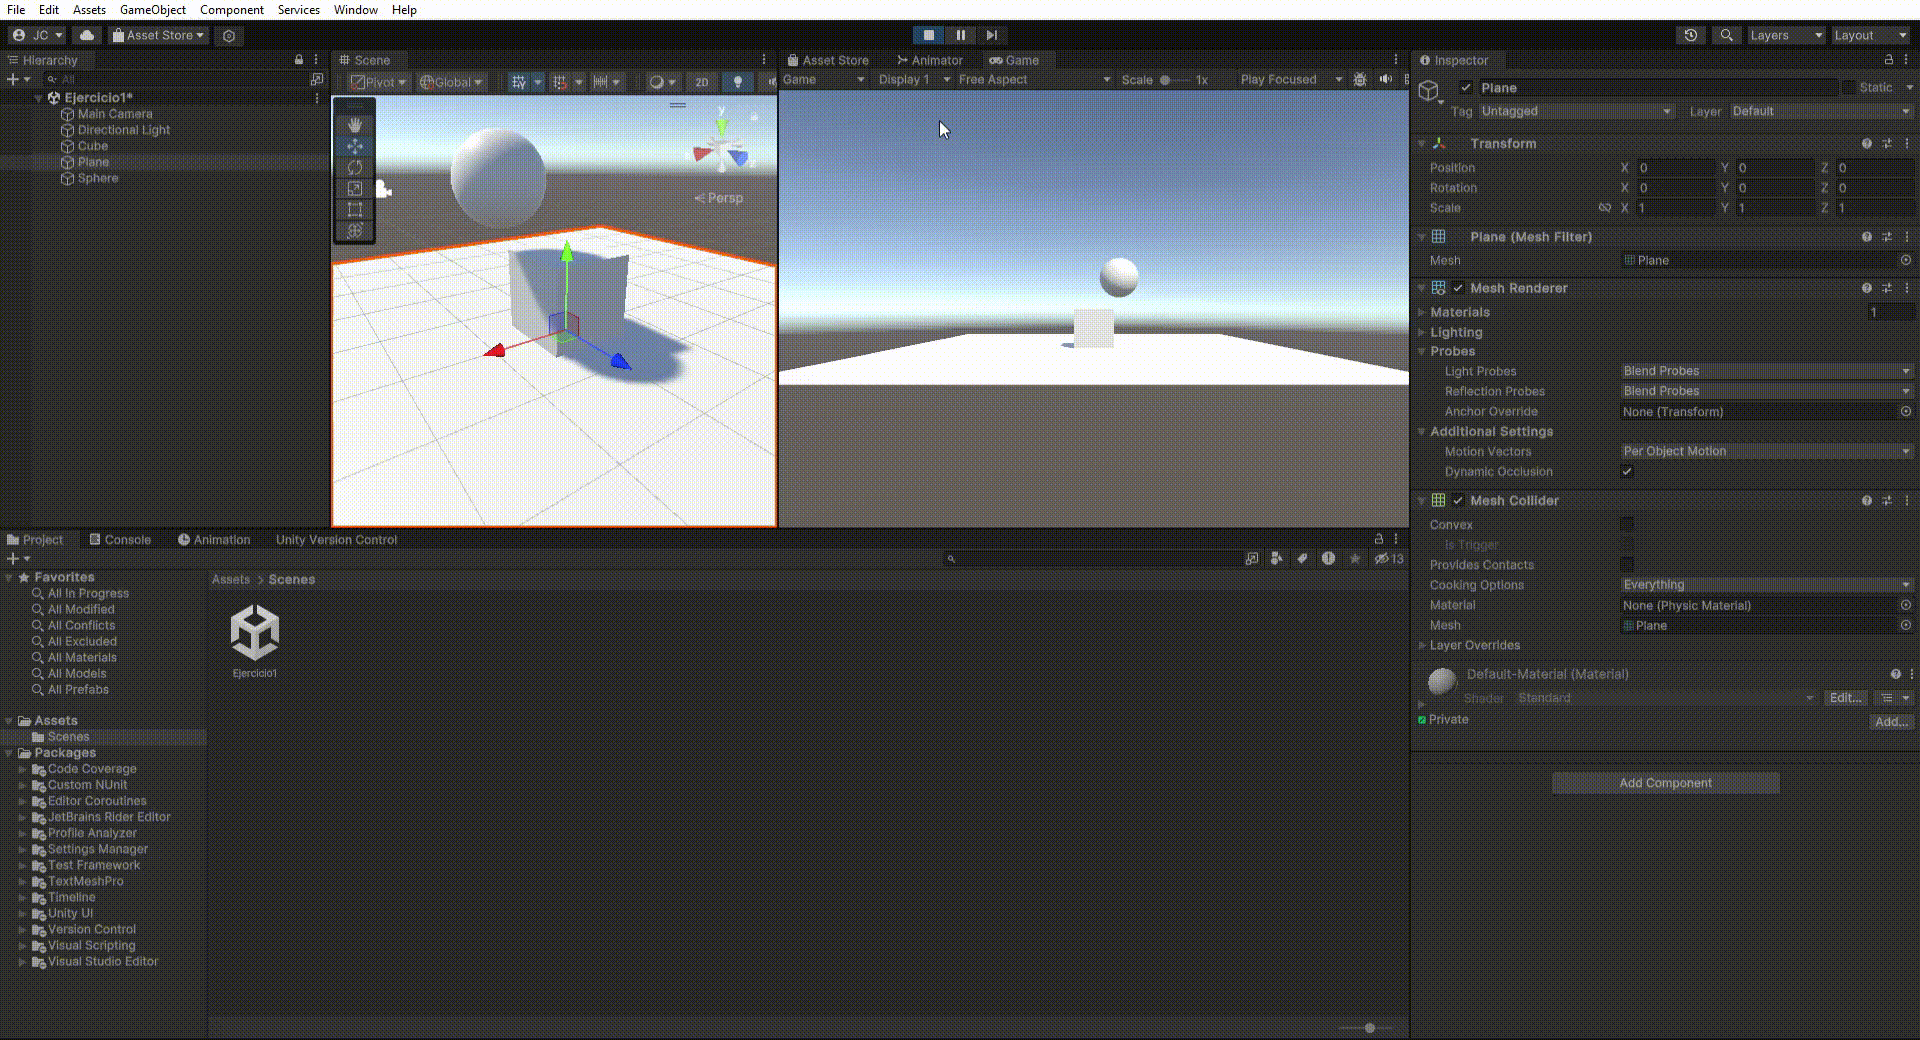 File Edit Assets GameObject Component Services Window Help
JC Asset Store Layers Layout
Hierarchy
All
Ejercicio1*
Main Camera
Directional Light
Cube
Plane
Sphere
Scene
Pivot Global 2D
y
Persp
Asset Store Animator Game
Game Display 1 Free Aspect Scale 1x Play Focused
Inspector
Plane Static
Tag Untagged Layer Default
Transform
Position X 0 Y 0 Z 0
Rotation X 0 Y 0 Z 0
Scale X 1 Y 1 Z 1
Plane (Mesh Filter)
Mesh Plane
Mesh Renderer
Materials 1
Lighting
Probes
Light Probes Blend Probes
Reflection Probes Blend Probes
Anchor Override None (Transform)
Additional Settings
Motion Vectors Per Object Motion
Dynamic Occlusion
Mesh Collider
Convex
Is Trigger
Provides Contacts
Cooking Options Everything
Material None (Physic Material)
Mesh Plane
Layer Overrides
Default-Material (Material)
Shader Standard Edit...
Private Add...
Add Component
Project Console Animation Unity Version Control
13
Favorites
All In Progress
All Modified
All Conflicts
All Excluded
All Materials
All Models
All Prefabs
Assets
Scenes
Packages
Code Coverage
Custom NUnit
Editor Coroutines
JetBrains Rider Editor
Profile Analyzer
Settings Manager
Test Framework
TextMeshPro
Timeline
Unity UI
Version Control
Visual Scripting
Visual Studio Editor
Assets > Scenes
Ejercicio1